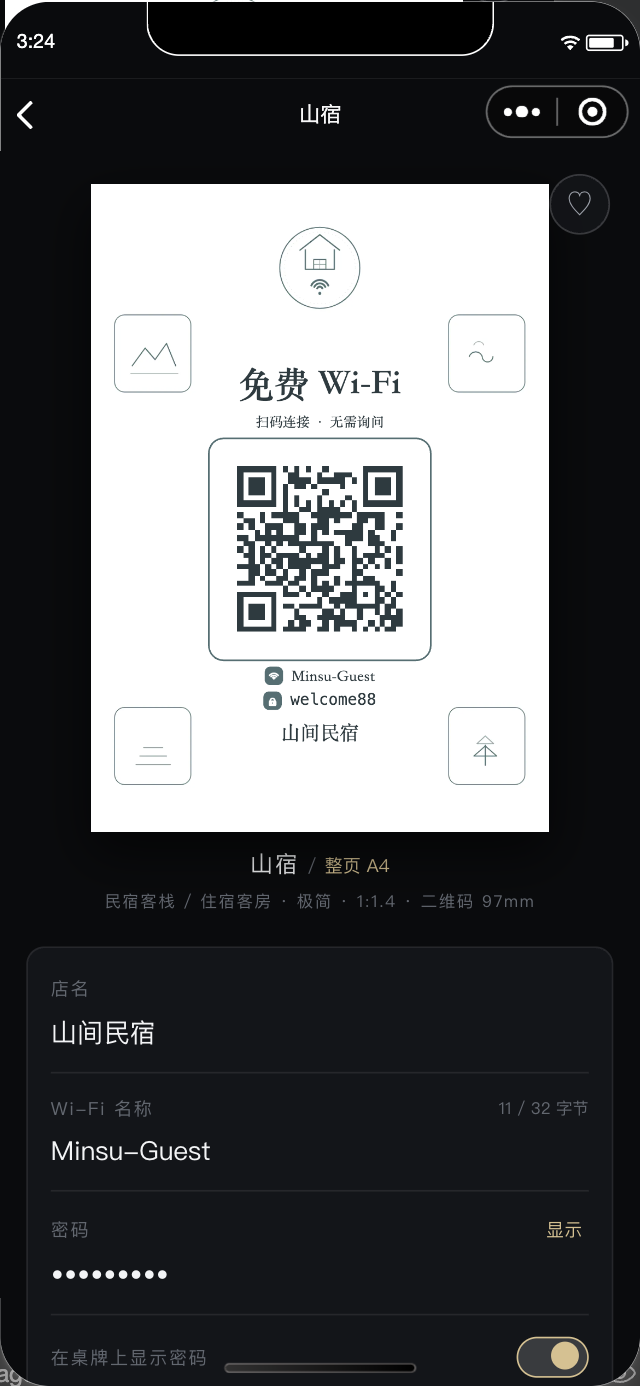 3:24
山宿
免费 Wi-Fi
扫码连接 · 无需询问
Minsu-Guest
welcome88
山间民宿
山宿 / 整页 A4
民宿客栈 / 住宿客房 · 极简 · 1:1.4 · 二维码 97mm
店名
山间民宿
Wi-Fi 名称 11 / 32 字节
Minsu-Guest
密码 显示
•••••••••
在桌牌上显示密码